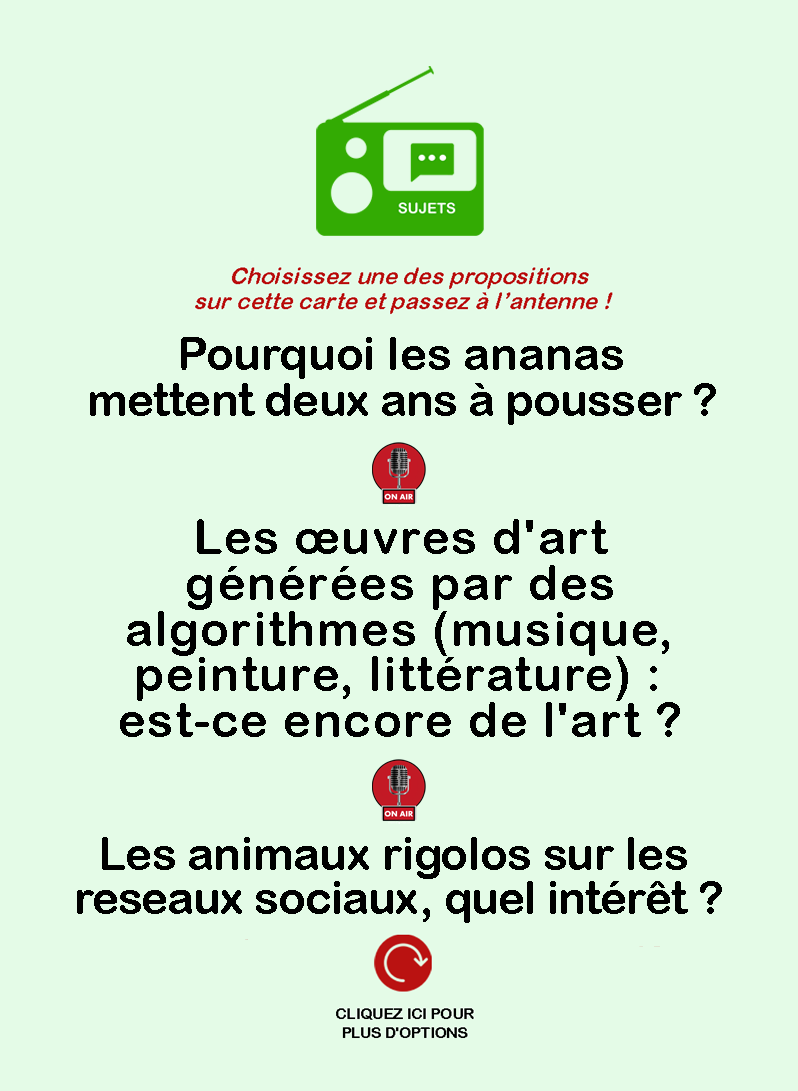 SUJETS
Choisissez une des propositions
sur cette carte et passez à l’antenne !
Pourquoi les ananas
mettent deux ans à pousser ?
ON AIR
Les œuvres d'art
générées par des
algorithmes (musique,
peinture, littérature) :
est-ce encore de l'art ?
ON AIR
Les animaux rigolos sur les
reseaux sociaux, quel intérêt ?
CLIQUEZ ICI POUR
PLUS D'OPTIONS